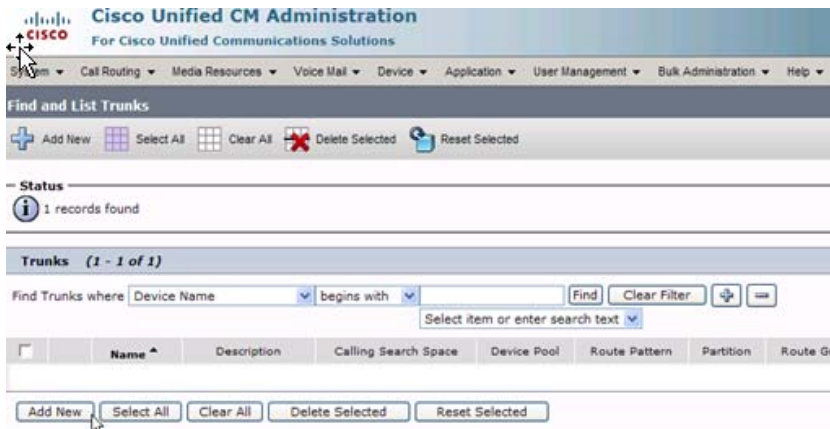 Cisco Unified CM Administration
CISCO
For Cisco Unified Communications Solutions
System Call Routing Media Resources Voice Mail Device Application User Management Bulk Administration Help
Find and List Trunks
Add New Select All Clear All Delete Selected Reset Selected
Status
1 records found
Trunks (1 - 1 of 1)
Find Trunks where Device Name begins with Find Clear Filter
Select item or enter search text
Name Description Calling Search Space Device Pool Route Pattern Partition Route G
Add New Select All Clear All Delete Selected Reset Selected